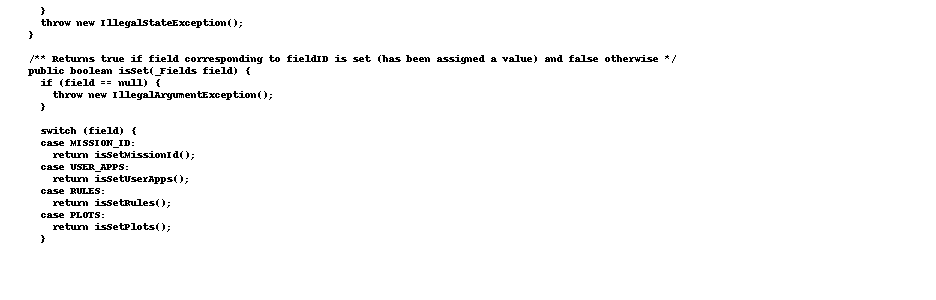 }
throw new IllegalStateException();
}
/** Returns true if field corresponding to fieldID is set (has been assigned a value) and false otherwise */
public boolean isSet(_Fields field) {
if (field == null) {
throw new IllegalArgumentException();
}
switch (field) {
case MISSION_ID:
return isSetMissionId();
case USER_APPS:
return isSetUserApps();
case RULES:
return isSetRules();
case PLOTS:
return isSetPlots();
}